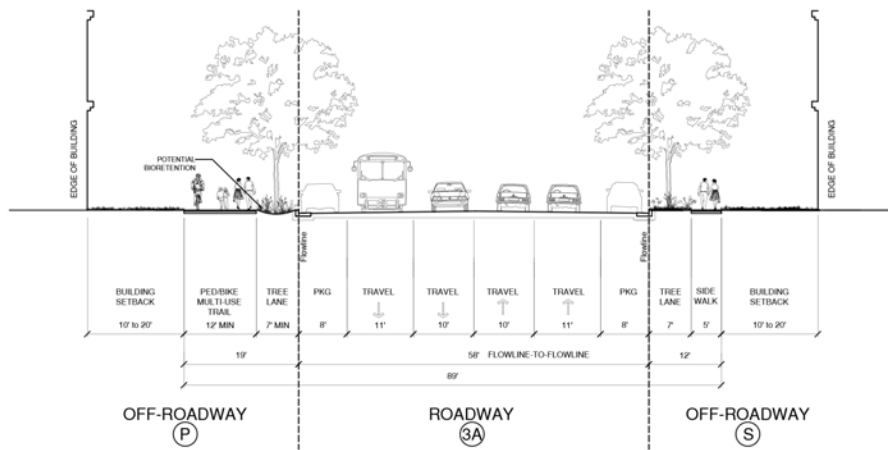 EDGE OF BUILDING
POTENTIAL
BIORETENTION
EDGE OF BUILDING
Flowline
Flowline
BUILDING
SETBACK
10' to 20'
PED/BIKE
MULTI-USE
TRAIL
12' MIN
TREE
LANE
7' MIN
PKG
8'
TRAVEL
11'
TRAVEL
10'
TRAVEL
10'
TRAVEL
11'
PKG
8'
TREE
LANE
7'
SIDE
WALK
5'
BUILDING
SETBACK
10' to 20'
19'
58' FLOWLINE-TO-FLOWLINE
12'
89'
OFF-ROADWAY
P
ROADWAY
3A
OFF-ROADWAY
S